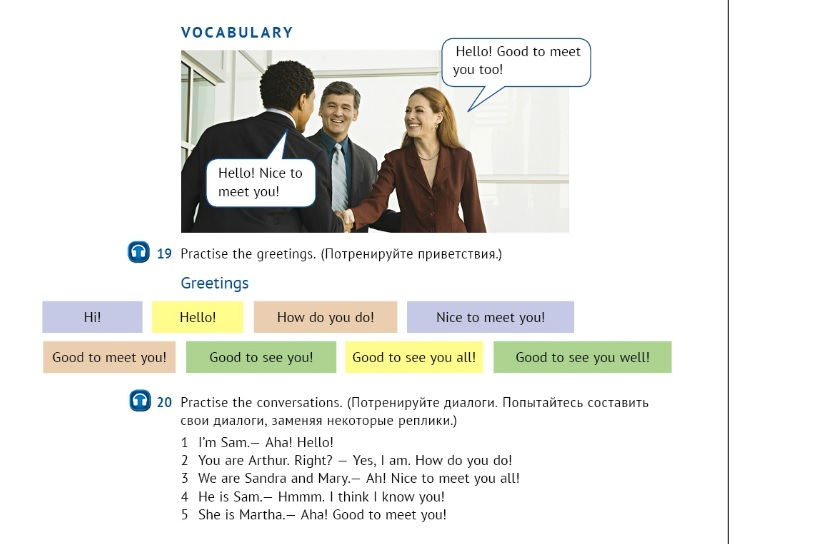 VOCABULARY
Hello! Good to meet
you too!
Hello! Nice to
meet you!
19 Practise the greetings. (Потренируйте приветствия.)
Greetings
Hi!
Hello!
How do you do!
Nice to meet you!
Good to meet you!
Good to see you!
Good to see you all!
Good to see you well!
20 Practise the conversations. (Потренируйте диалоги. Попытайтесь составить
свои диалоги, заменяя некоторые реплики.)
1 I’m Sam.— Aha! Hello!
2 You are Arthur. Right? — Yes, I am. How do you do!
3 We are Sandra and Mary.— Ah! Nice to meet you all!
4 He is Sam.— Hmmm. I think I know you!
5 She is Martha.— Aha! Good to meet you!